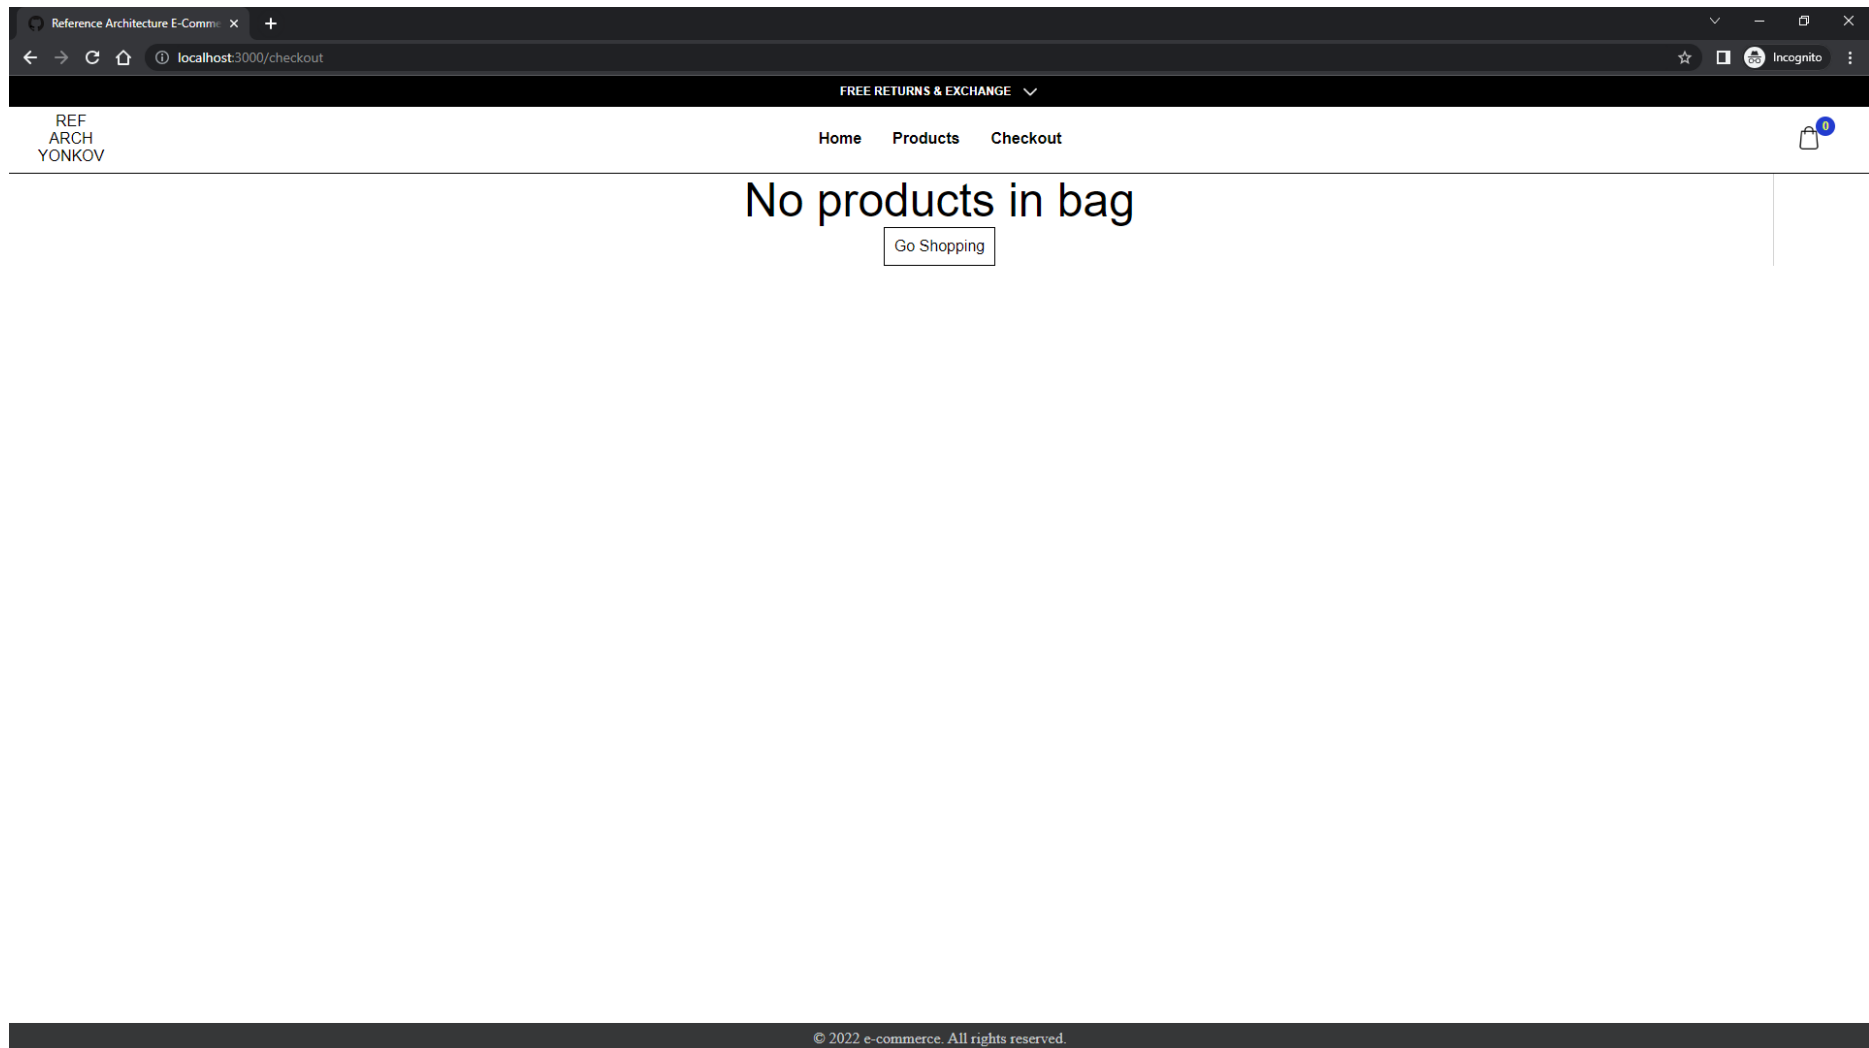 Reference Architecture E-Comme
localhost:3000/checkout
Incognito
FREE RETURNS & EXCHANGE
REF
ARCH
YONKOV
Home Products Checkout
0
No products in bag
Go Shopping
© 2022 e-commerce. All rights reserved.